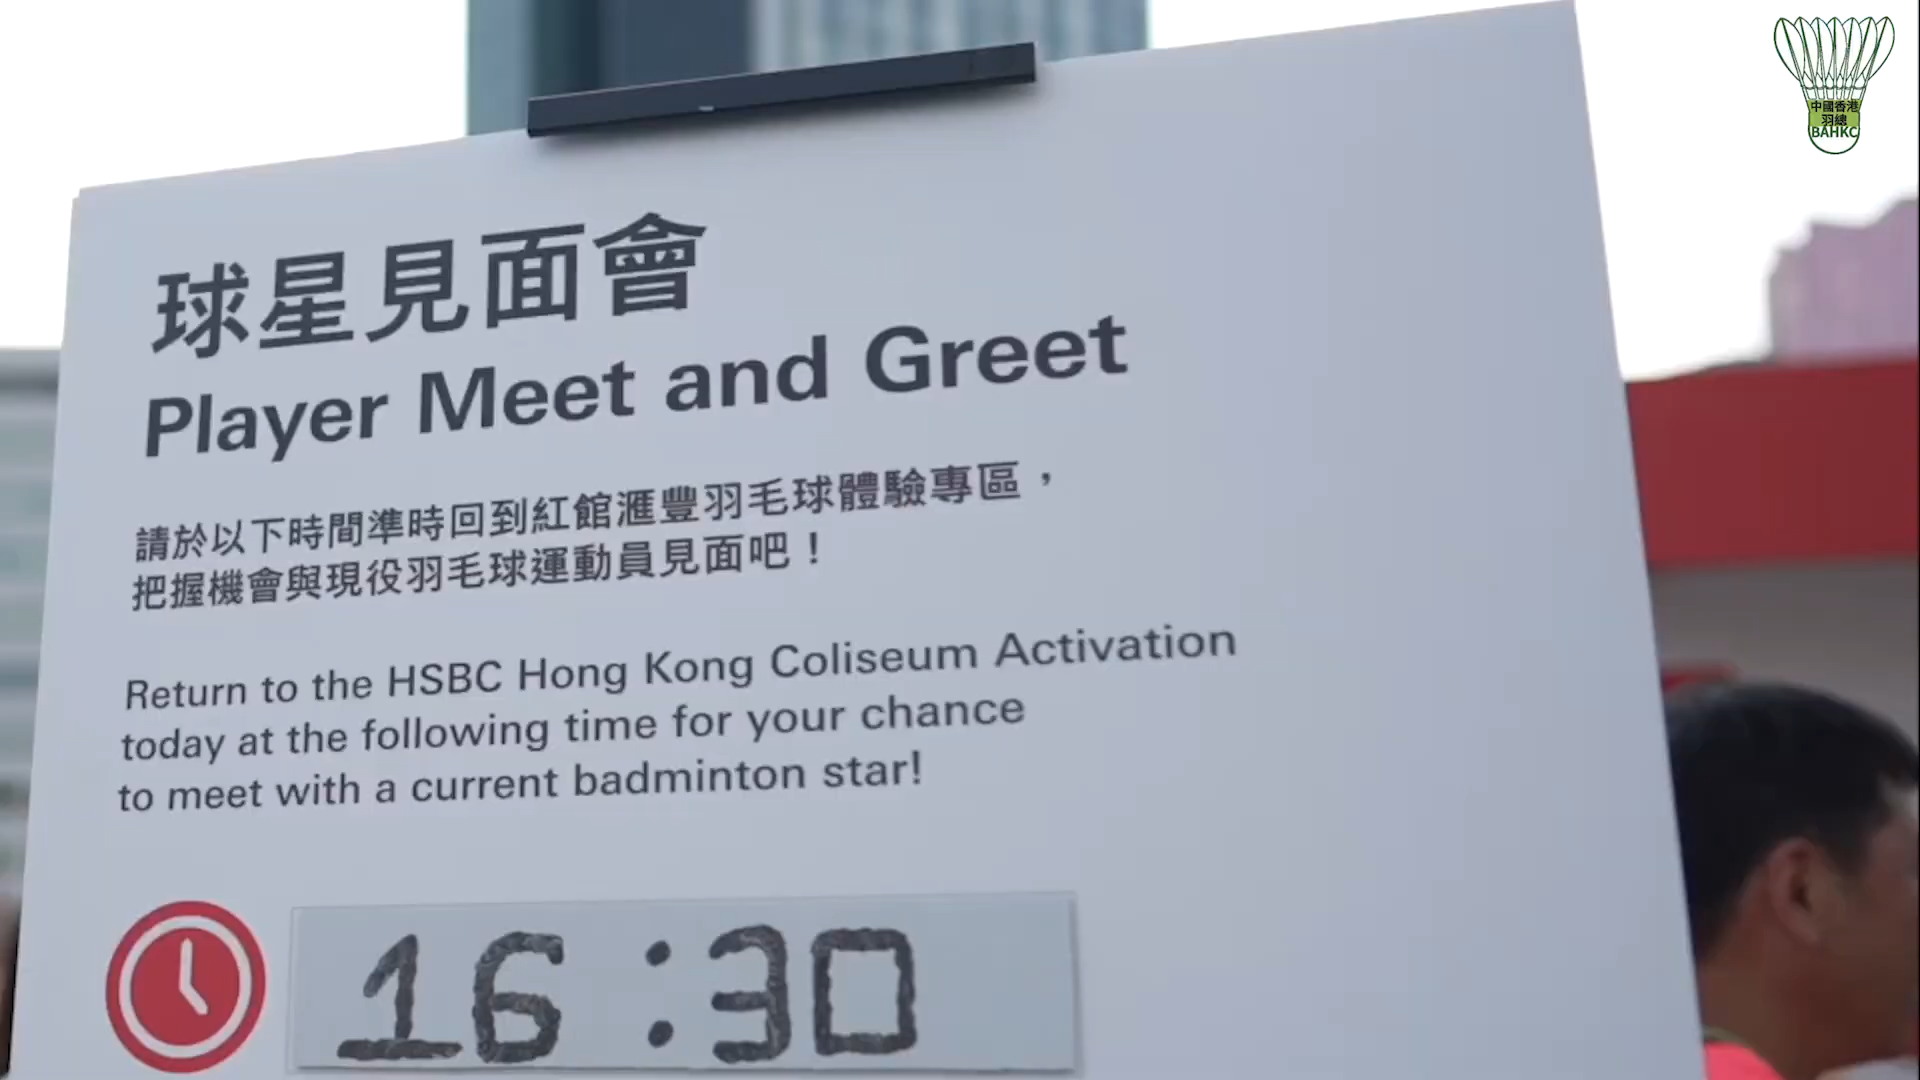 球星見面會
Player Meet and Greet
請於以下時間準時回到紅館滙豐羽毛球體驗專區，
把握機會與現役羽毛球運動員見面吧！
Return to the HSBC Hong Kong Coliseum Activation
today at the following time for your chance
to meet with a current badminton star!
16:30
中國香港
羽總
BAHKC